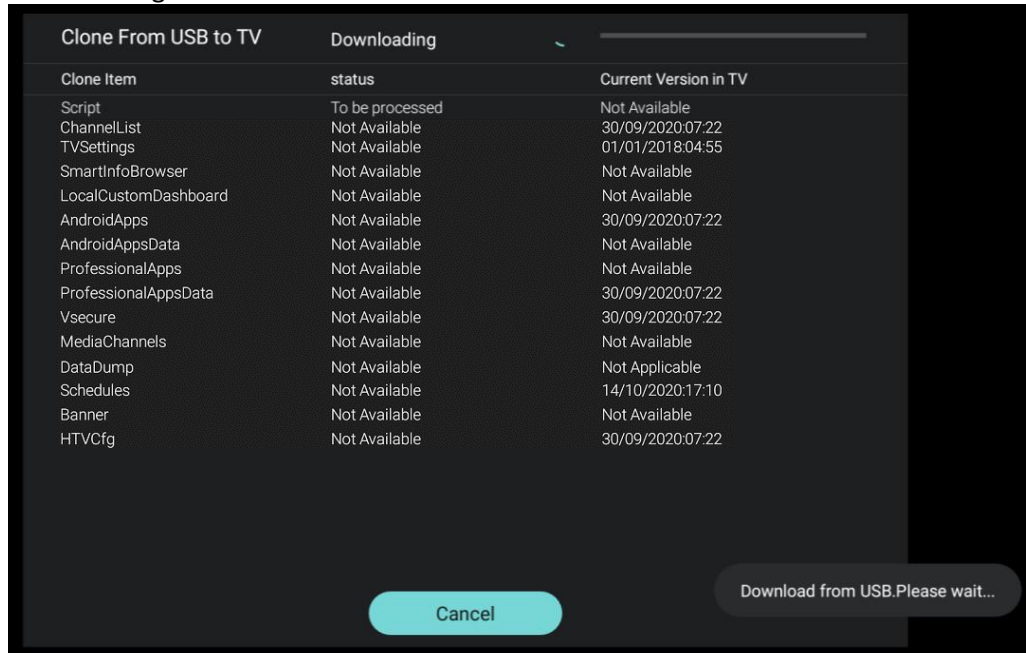 Clone From USB to TV Downloading
Clone Item status Current Version in TV
Script To be processed Not Available
ChannelList Not Available 30/09/2020:07:22
TVSettings Not Available 01/01/2018:04:55
SmartInfoBrowser Not Available Not Available
LocalCustomDashboard Not Available Not Available
AndroidApps Not Available 30/09/2020:07:22
AndroidAppsData Not Available Not Available
ProfessionalApps Not Available Not Available
ProfessionalAppsData Not Available 30/09/2020:07:22
Vsecure Not Available 30/09/2020:07:22
MediaChannels Not Available Not Available
DataDump Not Available Not Applicable
Schedules Not Available 14/10/2020:17:10
Banner Not Available Not Available
HTVCfg Not Available 30/09/2020:07:22
Download from USB.Please wait...
Cancel